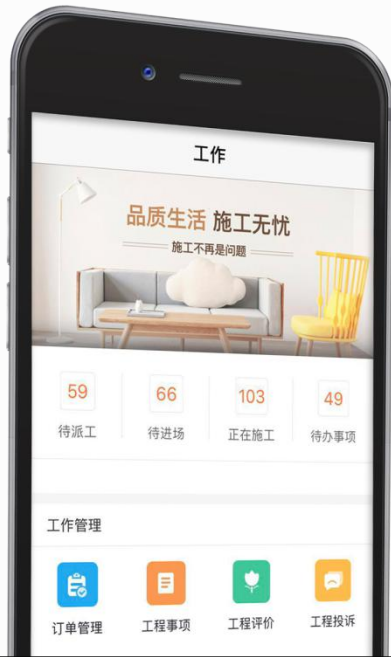 工作
品质生活 施工无忧
施工不再是问题
59 66 103 49
待派工 待进场 正在施工 待办事项
工作管理
订单管理 工程事项 工程评价 工程投诉